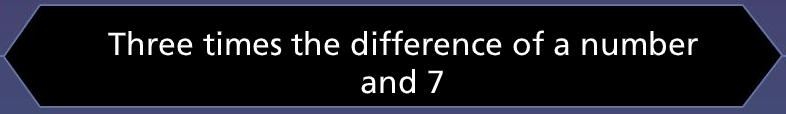 Three times the difference of a number
and 7